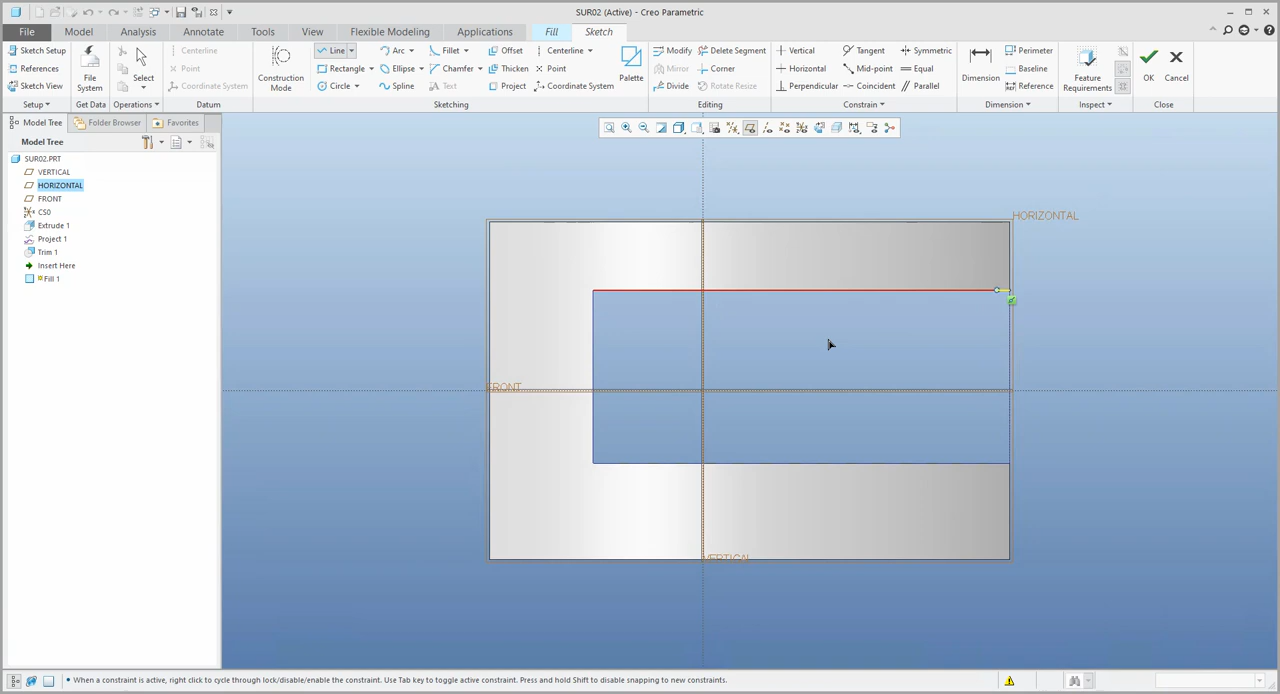 SUR02 (Active) - Creo Parametric
File Model Analysis Annotate Tools View Flexible Modeling Applications Fill Sketch
Sketch Setup
References
Sketch View
Setup
File System
Get Data
Select
Operations
Centerline
Point
Coordinate System
Datum
Construction Mode
Line Arc Fillet Offset Centerline
Rectangle Ellipse Chamfer Thicken Point
Circle Spline Text Project Coordinate System
Palette
Sketching
Modify Delete Segment
Mirror Corner
Divide Rotate Resize
Editing
Vertical Tangent Symmetric
Horizontal Mid-point Equal
Perpendicular Coincident Parallel
Constrain
Dimension
Perimeter
Baseline
Reference
Dimension
Feature Requirements
Inspect
OK Cancel
Close
Model Tree Folder Browser Favorites
Model Tree
SUR02.PRT
VERTICAL
HORIZONTAL
FRONT
CS0
Extrude 1
Project 1
Trim 1
Insert Here
Fill 1
HORIZONTAL
FRONT
VERTICAL
• When a constraint is active, right click to cycle through lock/disable/enable the constraint. Use Tab key to toggle active constraint. Press and hold Shift to disable snapping to new constraints.